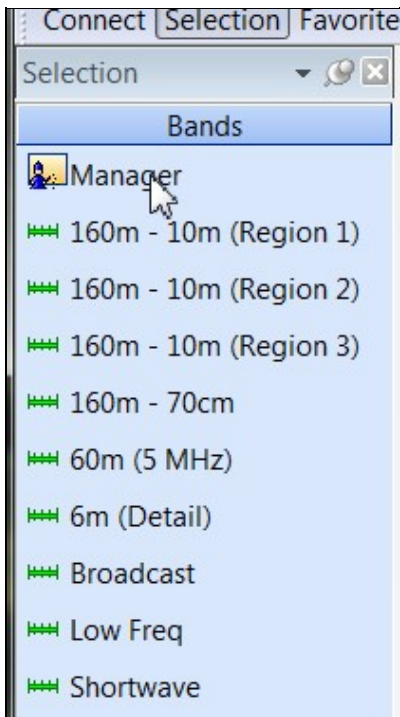 Connect Selection Favorite
Selection
Bands
Manager
160m - 10m (Region 1)
160m - 10m (Region 2)
160m - 10m (Region 3)
160m - 70cm
60m (5 MHz)
6m (Detail)
Broadcast
Low Freq
Shortwave